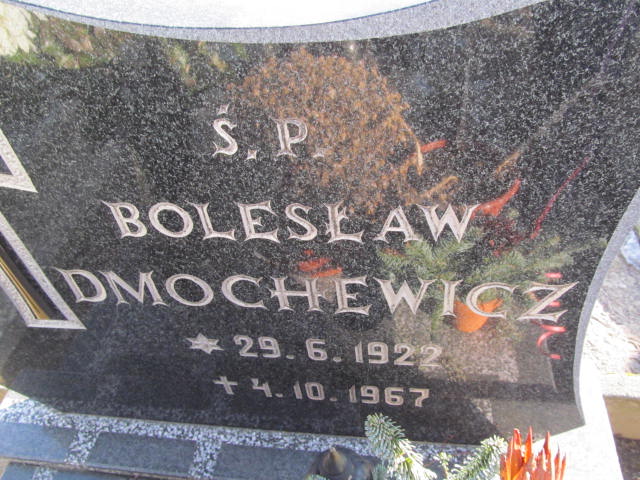 Ś.P.
BOLESŁAW
DMOCHEWICZ
* 29.6.1922
✝ 4.10.1967